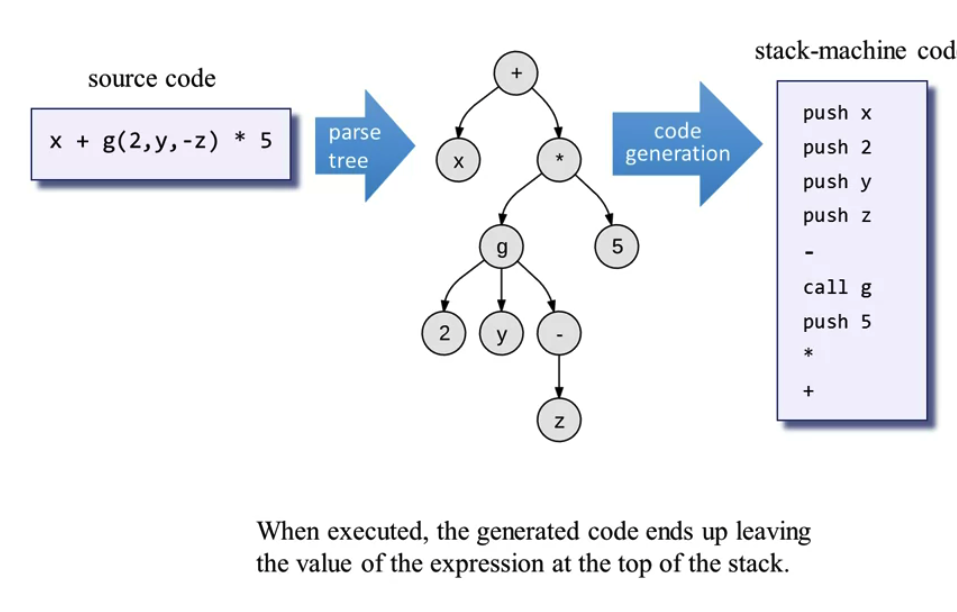 source code
x + g(2,y,-z) * 5
parse
tree
+
x
*
g
5
2
y
-
z
code
generation
stack-machine cod
push x
push 2
push y
push z
-
call g
push 5
*
+
When executed, the generated code ends up leaving
the value of the expression at the top of the stack.